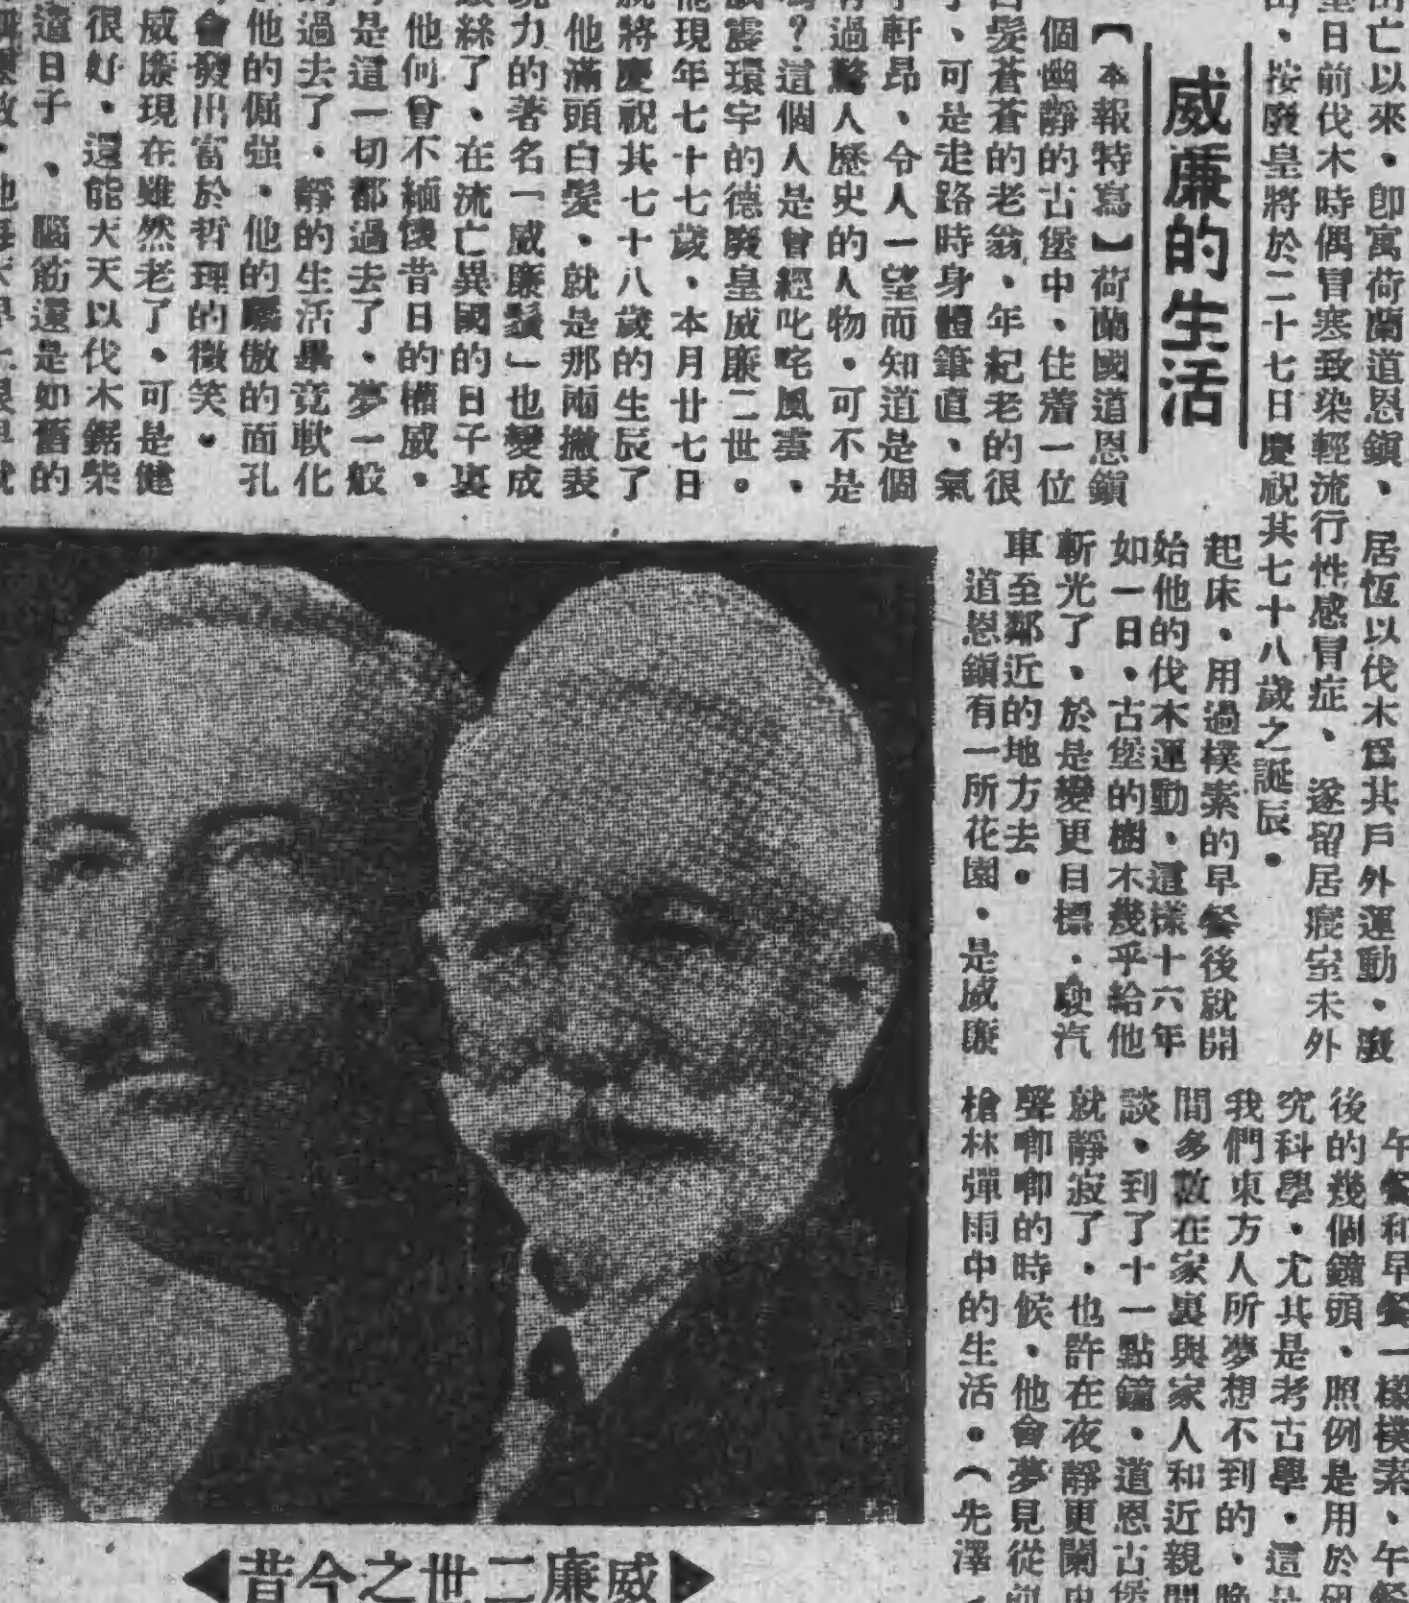 亡以來·卽寓荷蘭道恩鎮、居恆以伐木爲其戶外運動·廢
皇日前伐木時偶冒寒致染輕流行性感冒症、遂留居寢室未外
出、按廢皇將於二十七日慶祝其七十八歲之誕辰·
威廉的生活
【本報特寫】荷蘭國道恩鎮
個幽靜的古堡中、住着一位
白髮蒼蒼的老翁、年紀老的很
、可是走路時身體筆直、氣
軒昂、令人一望而知道是個
有過驚人歷史的人物·可不是
嗎?這個人是曾經叱咤風雲、
威震環宇的德廢皇威廉二世·
他現年七十七歲、本月廿七日
就將慶祝其七十八歲的生辰了
他滿頭白髮、就是那兩撇表
力的著名「威廉鬚」也變成
絲了、在流亡異國的日子裏
他何曾不緬懷昔日的權威·
是這一切都過去了、夢一般
過去了·靜的生活畢竟軟化
他的倔强·他的驕傲的面孔
會發出富於哲理的微笑·
威廉現在雖然老了·可是健
很好·還能天天以伐木鋸柴
這日子、腦筋還是如舊的
起床·用過樸素的早餐後就開
始他的伐木運動、這樣十六年
如一日·古堡的樹木幾乎給他
斬光了、於是變更目標·駛汽
車至鄰近的地方去·
道恩鎮有一所花園·是威廉
午餐和早餐一樣樸素、午餐
後的幾個鐘頭、照例是用於研
究科學·尤其是考古學·這是
我們東方人所夢想不到的、晚
間多數在家裏與家人和近親閒
談·到了十一點鐘·道恩古堡
就靜寂了·也許在夜靜更闌
聲唧唧的時候、他會夢見從前
槍林彈雨中的生活·(先澤
威廉二世之今昔